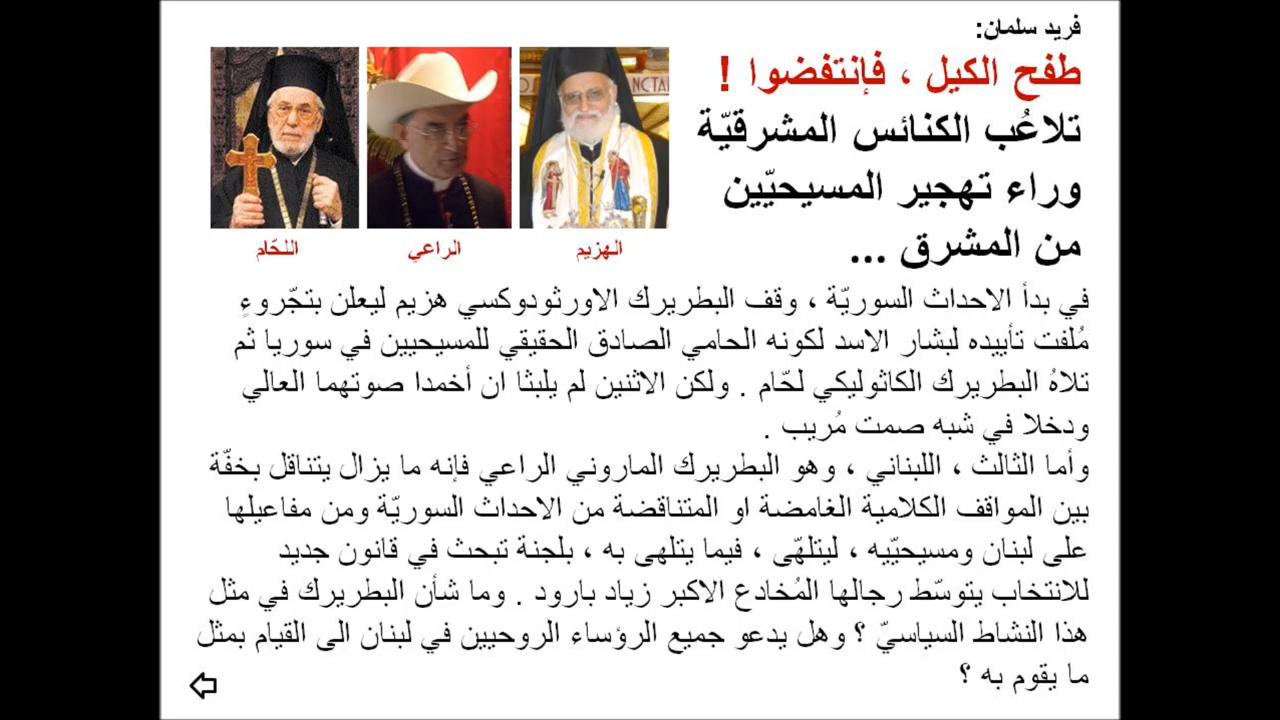 فريد سلمان:
طفح الكيل ، فإنتفضوا !
تلاعُب الكنائس المشرقيّة
وراء تهجير المسيحيّين
من المشرق ...
الهزيم
الراعي
اللحّام
في بدأ الاحداث السوريّة ، وقف البطريرك الاورثودوكسي هزيم ليعلن بتجّروءٍ
مُلفت تأييده لبشار الاسد لكونه الحامي الصادق الحقيقي للمسيحيين في سوريا ثم
تلاهُ البطريرك الكاثوليكي لحّام . ولكن الاثنين لم يلبثا ان أخمدا صوتهما العالي
ودخلا في شبه صمت مُريب .
وأما الثالث ، اللبناني ، وهو البطريرك الماروني الراعي فإنه ما يزال يتناقل بخفّة
بين المواقف الكلامية الغامضة او المتناقضة من الاحداث السوريّة ومن مفاعيلها
على لبنان ومسيحيّييه ، ليتلهّى ، فيما يتلهى به ، بلجنة تبحث في قانون جديد
للانتخاب يتوسّط رجالها المُخادع الاكبر زياد بارود . وما شأن البطريرك في مثل
هذا النشاط السياسيّ ؟ وهل يدعو جميع الرؤساء الروحيين في لبنان الى القيام بمثل
ما يقوم به ؟